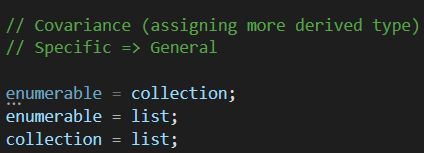 // Covariance (assigning more derived type)
// Specific => General
enumerable = collection;
enumerable = list;
collection = list;